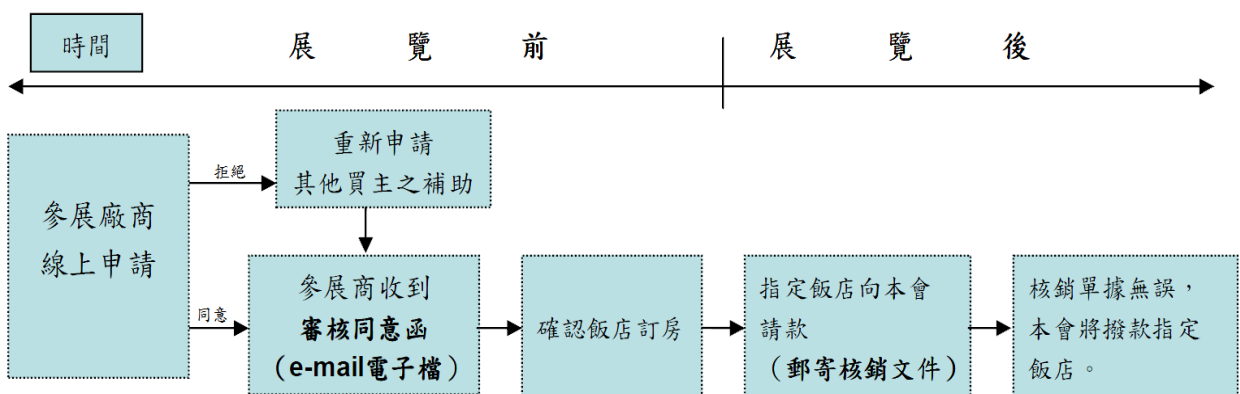 時間
展覽前
展覽後
參展廠商
線上申請
拒絕
重新申請
其他買主之補助
同意
參展商收到
審核同意函
(e-mail電子檔)
確認飯店訂房
指定飯店向本會
請款
(郵寄核銷文件)
核銷單據無誤，
本會將撥款指定
飯店。